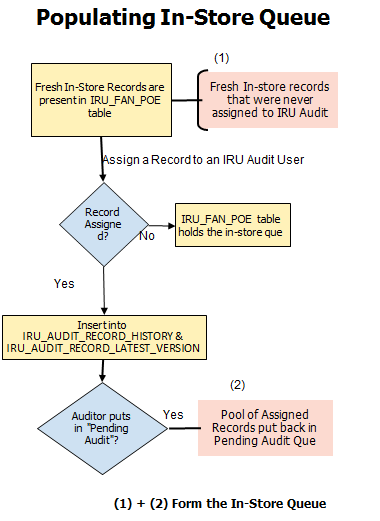 Populating In-Store Queue
(1)
Fresh In-Store Records are
present in IRU_FAN_POE
table
Fresh In-store records
that were never
assigned to IRU Audit
Assign a Record to an IRU Audit User
Record
Assigne
d?
No
IRU_FAN_POE table
holds the in-store que
Yes
Insert into
IRU_AUDIT_RECORD_HISTORY &
IRU_AUDIT_RECORD_LATEST_VERSION
(2)
Auditor puts
in "Pending
Audit"?
Yes
Pool of Assigned
Records put back in
Pending Audit Que
(1) + (2) Form the In-Store Queue